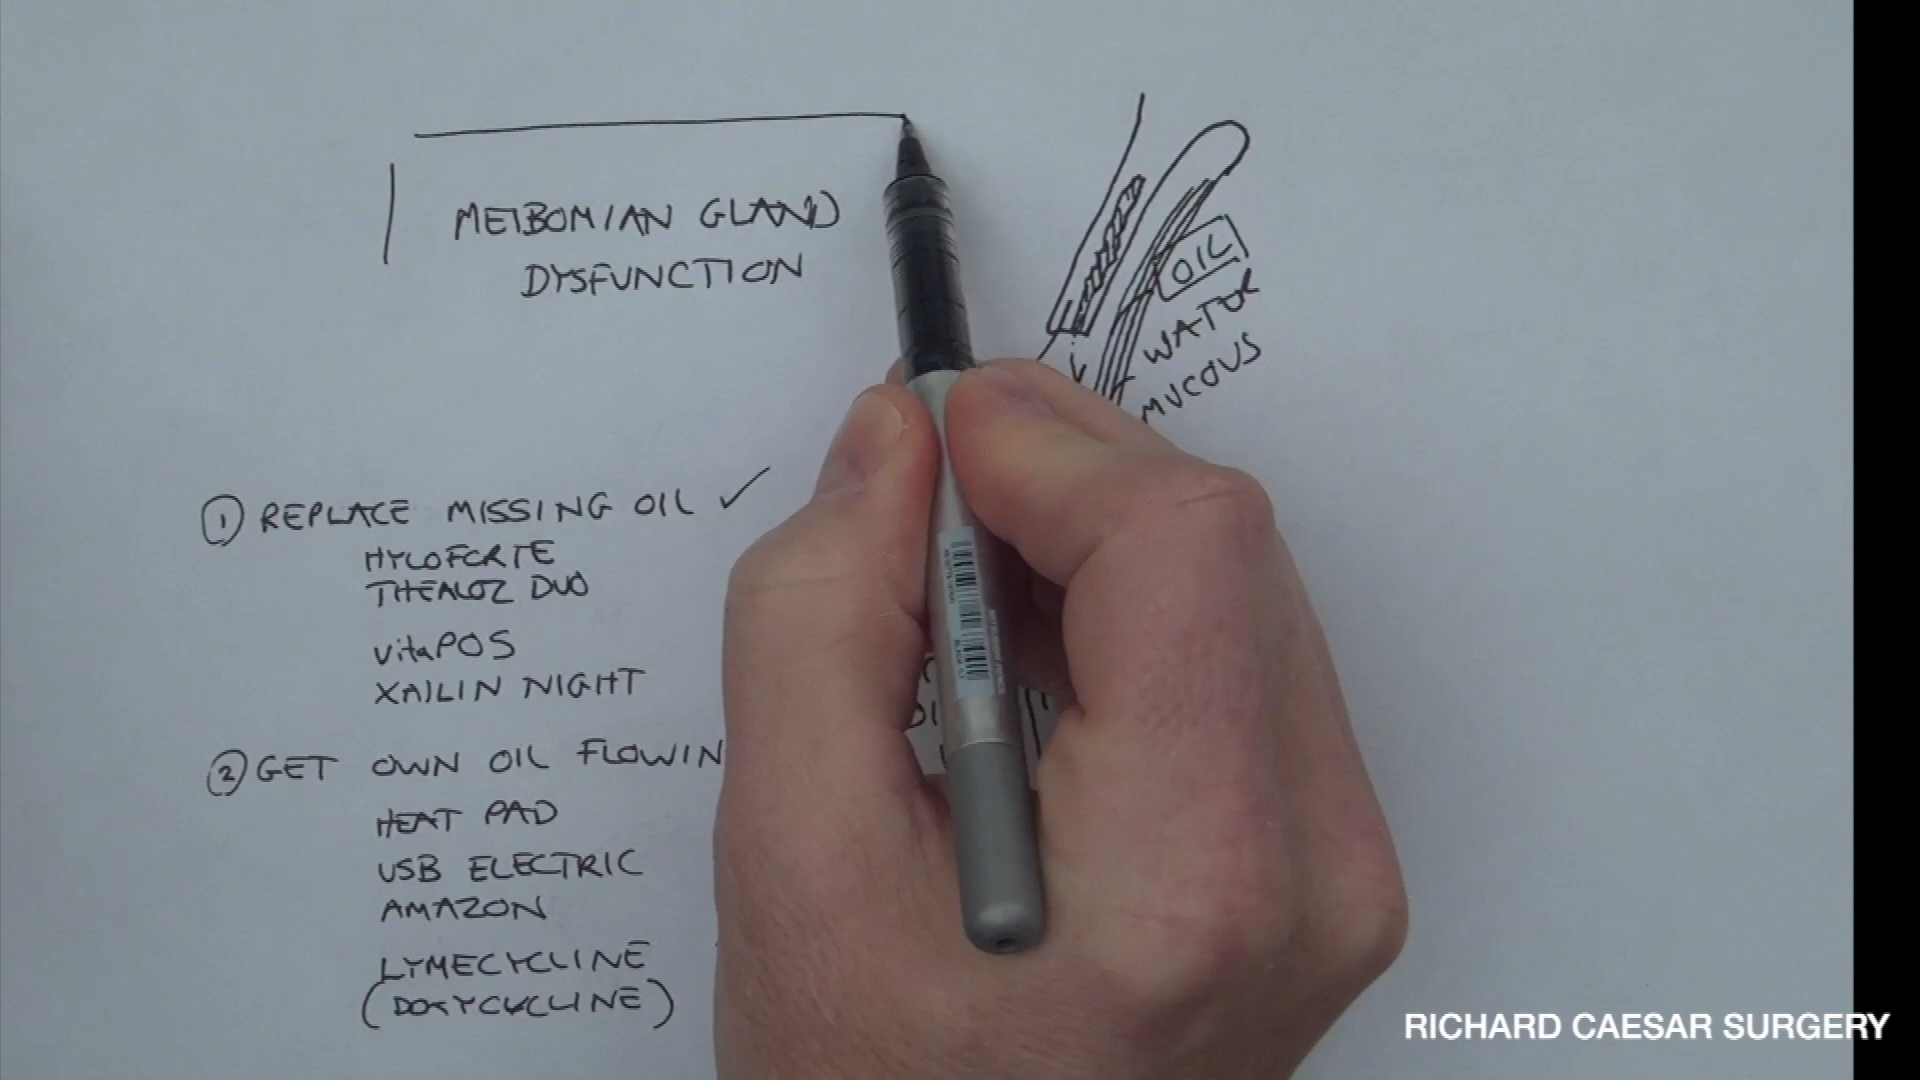 MEIBOMIAN GLAND
DYSFUNCTION
OIL
WATER
MUCOUS
① REPLACE MISSING OIL ✓
HYLOFORTE
THEALOZ DUO
VitaPOS
XAILIN NIGHT
② GET OWN OIL FLOWIN
HEAT PAD
USB ELECTRIC
AMAZON
LYMECYCLINE
(DOXYCYCLINE)
RICHARD CAESAR SURGERY